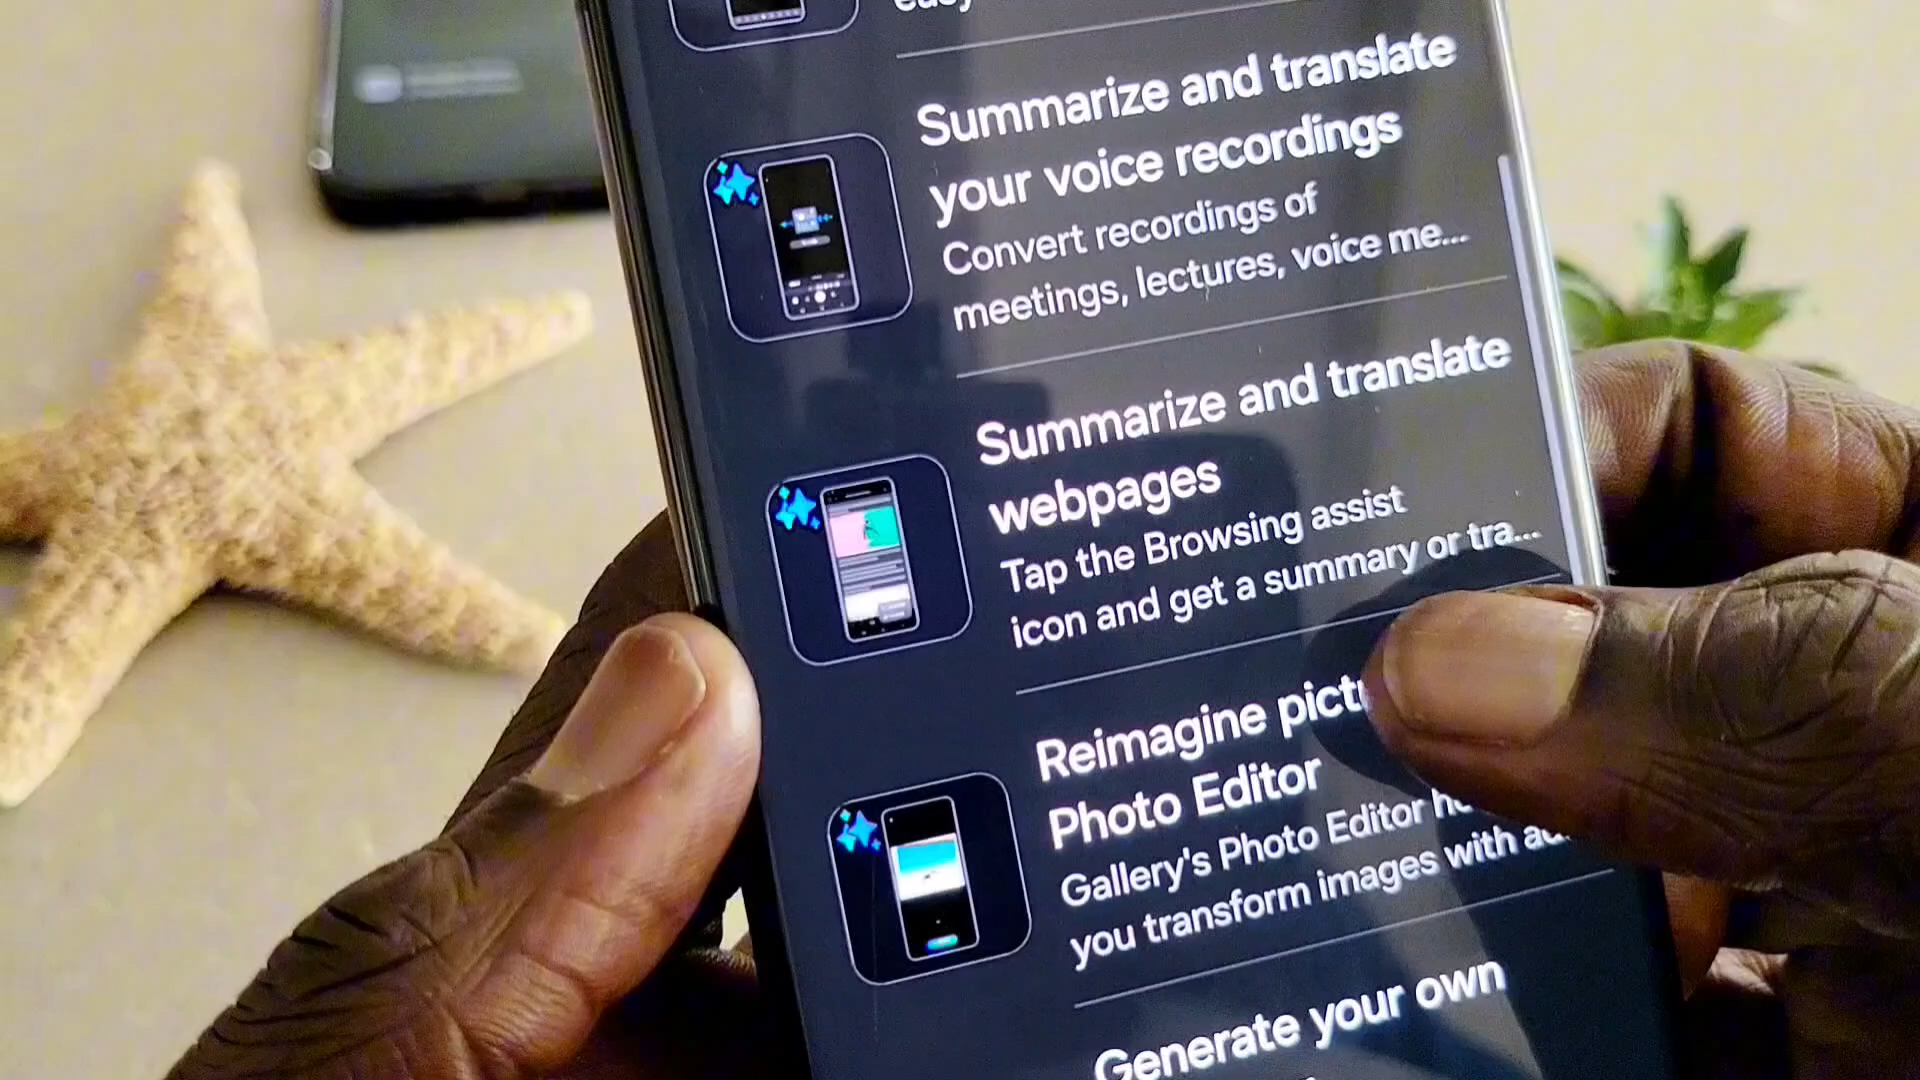 easy
Summarize and translate
your voice recordings
Convert recordings of
meetings, lectures, voice me...
Summarize and translate
webpages
Tap the Browsing assist
icon and get a summary or tra...
Reimagine
Photo Editor
Gallery's Photo Editor
you transform images with
Generate your own